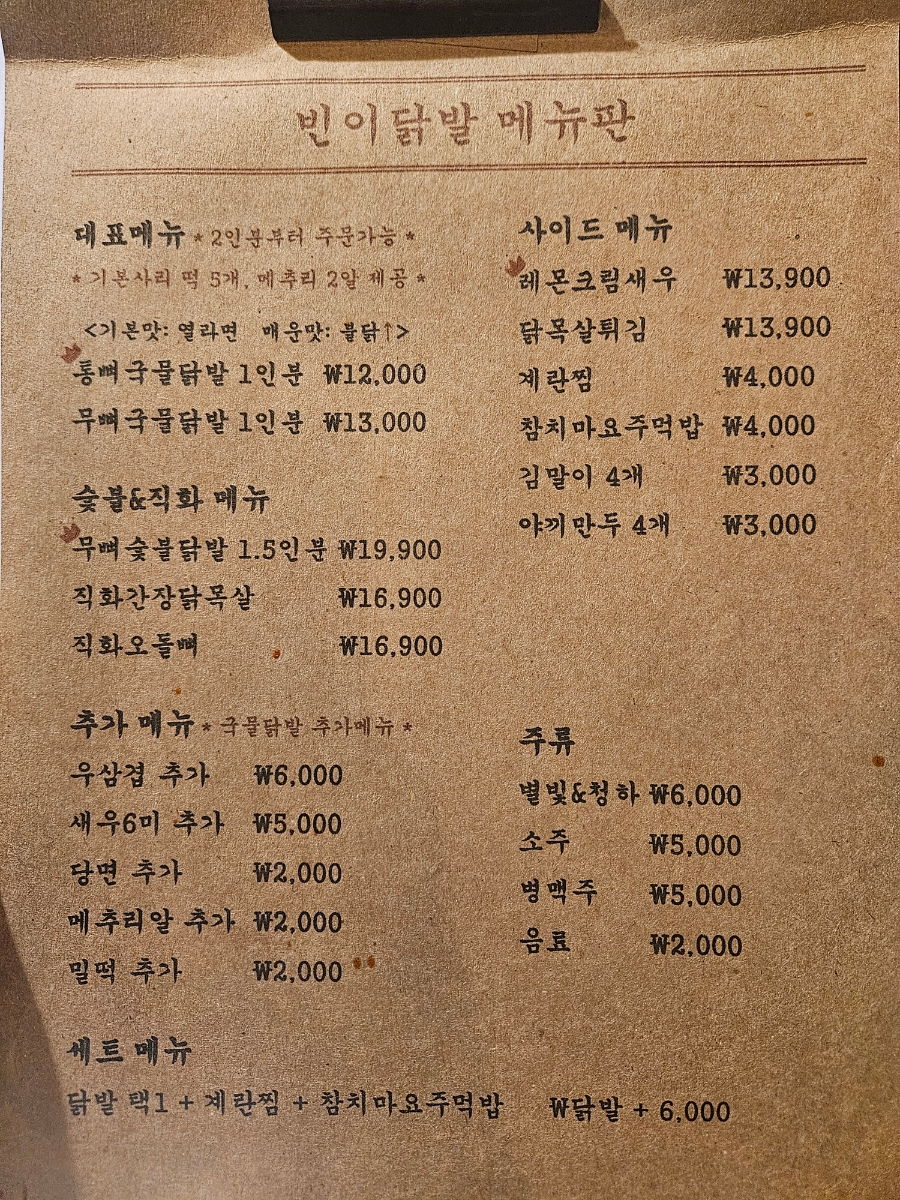 빈이닭발 메뉴판
대표메뉴 * 2인분부터 주문가능 *
* 기본사리 떡 5개, 메추리 2알 제공 *
<기본맛: 열라면 매운맛: 불닭↑>
통뼈국물닭발 1인분 ₩12,000
무뼈국물닭발 1인분 ₩13,000
숯불&직화 메뉴
무뼈숯불닭발 1.5인분 ₩19,900
직화간장닭목살 ₩16,900
직화오돌뼈 ₩16,900
추가 메뉴 * 국물닭발 추가메뉴 *
우삼겹 추가 ₩6,000
새우6미 추가 ₩5,000
당면 추가 ₩2,000
메추리알 추가 ₩2,000
밀떡 추가 ₩2,000
사이드 메뉴
레몬크림새우 ₩13,900
닭목살튀김 ₩13,900
계란찜 ₩4,000
참치마요주먹밥 ₩4,000
김말이 4개 ₩3,000
야끼만두 4개 ₩3,000
주류
별빛&청하 ₩6,000
소주 ₩5,000
병맥주 ₩5,000
음료 ₩2,000
세트 메뉴
닭발 택1 + 계란찜 + 참치마요주먹밥 ₩닭발 + 6,000